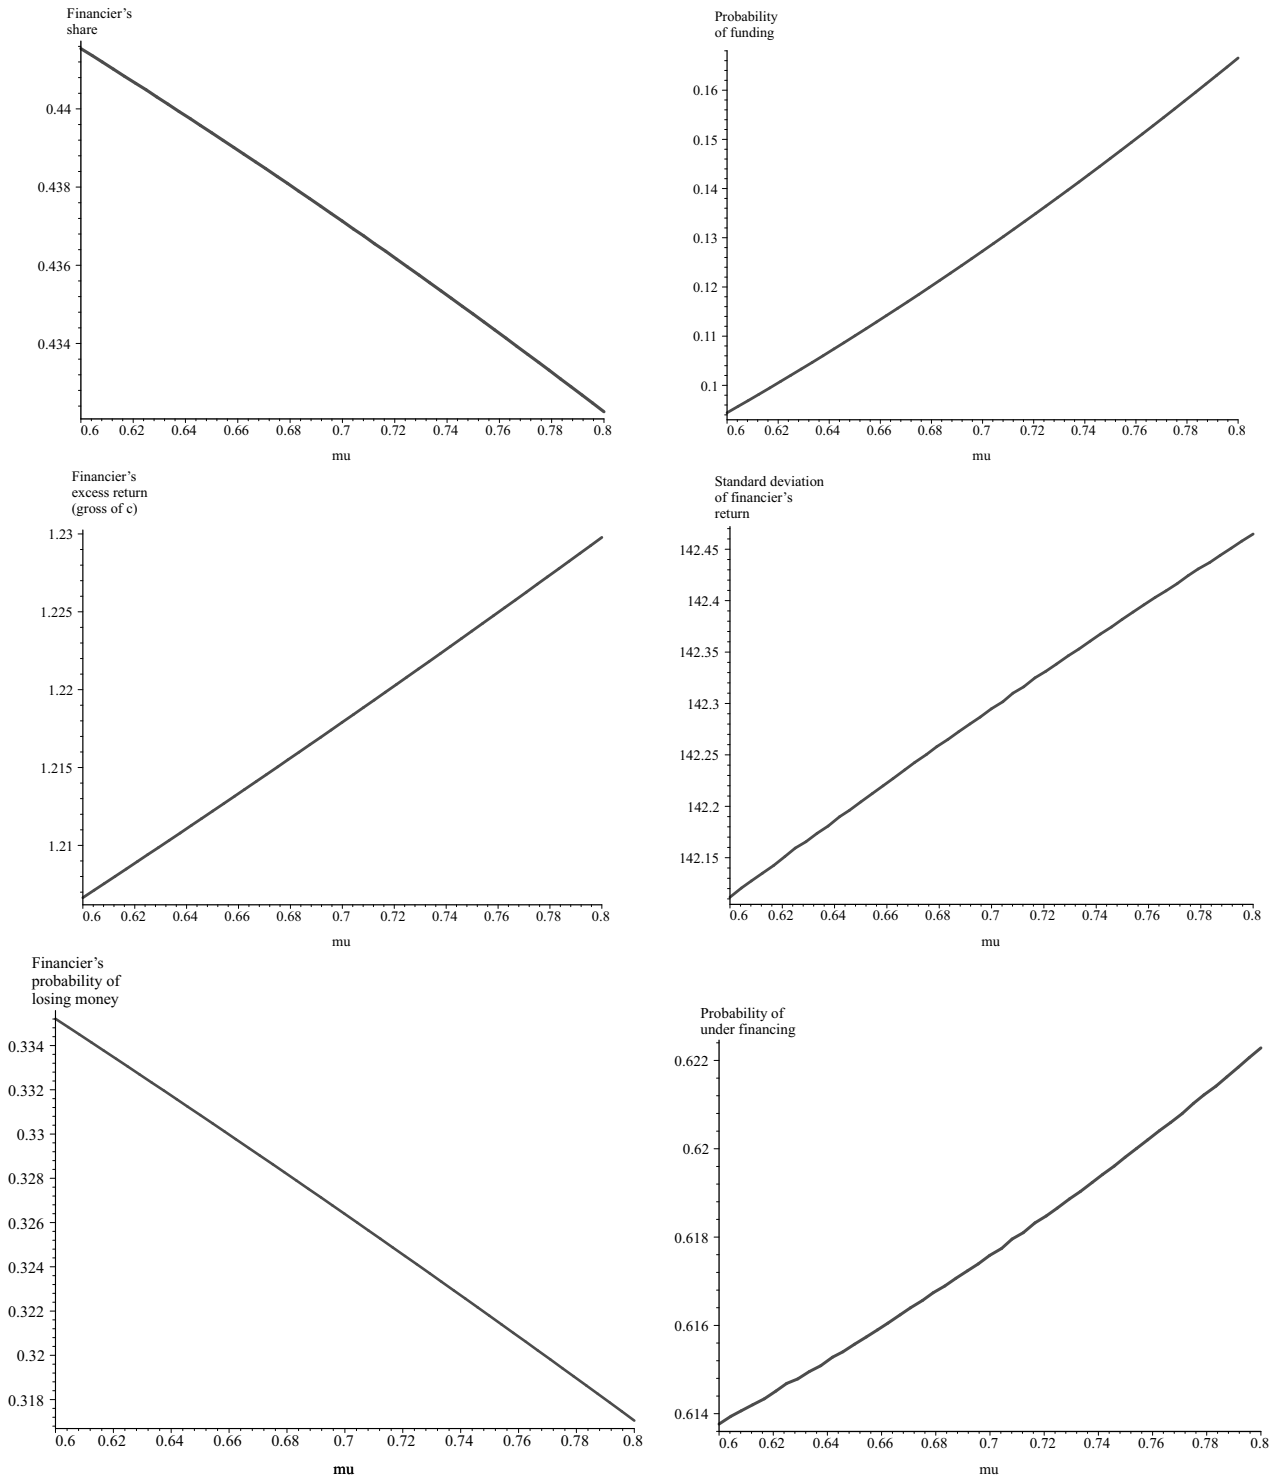 Financier’s
share
0.44
0.438
0.436
0.434
0.6 0.62 0.64 0.66 0.68 0.7 0.72 0.74 0.76 0.78 0.8
mu
Probability
of funding
0.16
0.15
0.14
0.13
0.12
0.11
0.1
0.6 0.62 0.64 0.66 0.68 0.7 0.72 0.74 0.76 0.78 0.8
mu
Financier’s
excess return
(gross of c)
1.23
1.225
1.22
1.215
1.21
0.6 0.62 0.64 0.66 0.68 0.7 0.72 0.74 0.76 0.78 0.8
mu
Standard deviation
of financier’s
return
142.45
142.4
142.35
142.3
142.25
142.2
142.15
0.6 0.62 0.64 0.66 0.68 0.7 0.72 0.74 0.76 0.78 0.8
mu
Financier’s
probability of
losing money
0.334
0.332
0.33
0.328
0.326
0.324
0.322
0.32
0.318
0.6 0.62 0.64 0.66 0.68 0.7 0.72 0.74 0.76 0.78 0.8
mu
Probability of
under financing
0.622
0.62
0.618
0.616
0.614
0.6 0.62 0.64 0.66 0.68 0.7 0.72 0.74 0.76 0.78 0.8
mu